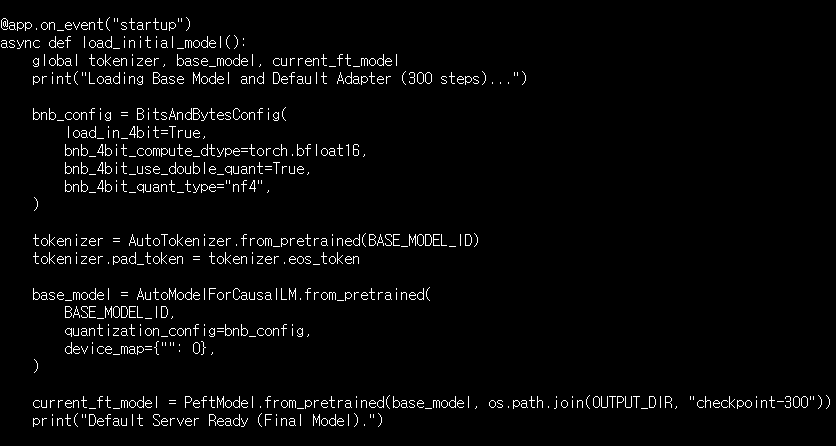 @app.on_event("startup")
async def load_initial_model():
    global tokenizer, base_model, current_ft_model
    print("Loading Base Model and Default Adapter (300 steps)...")

    bnb_config = BitsAndBytesConfig(
        load_in_4bit=True,
        bnb_4bit_compute_dtype=torch.bfloat16,
        bnb_4bit_use_double_quant=True,
        bnb_4bit_quant_type="nf4",
    )

    tokenizer = AutoTokenizer.from_pretrained(BASE_MODEL_ID)
    tokenizer.pad_token = tokenizer.eos_token

    base_model = AutoModelForCausalLM.from_pretrained(
        BASE_MODEL_ID,
        quantization_config=bnb_config,
        device_map={"": 0},
    )

    current_ft_model = PeftModel.from_pretrained(base_model, os.path.join(OUTPUT_DIR, "checkpoint-300"))
    print("Default Server Ready (Final Model).")